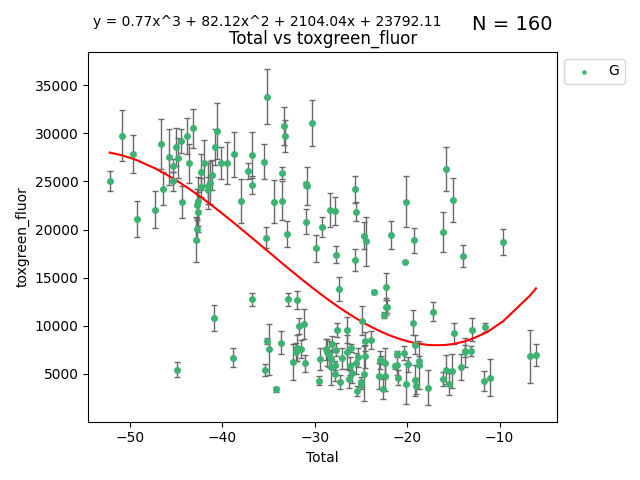 y = 0.77x^3 + 82.12x^2 + 2104.04x + 23792.11
N = 160
Total vs toxgreen_fluor
G
toxgreen_fluor
35000
30000
25000
20000
15000
10000
5000
−50
−40
−30
−20
−10
Total